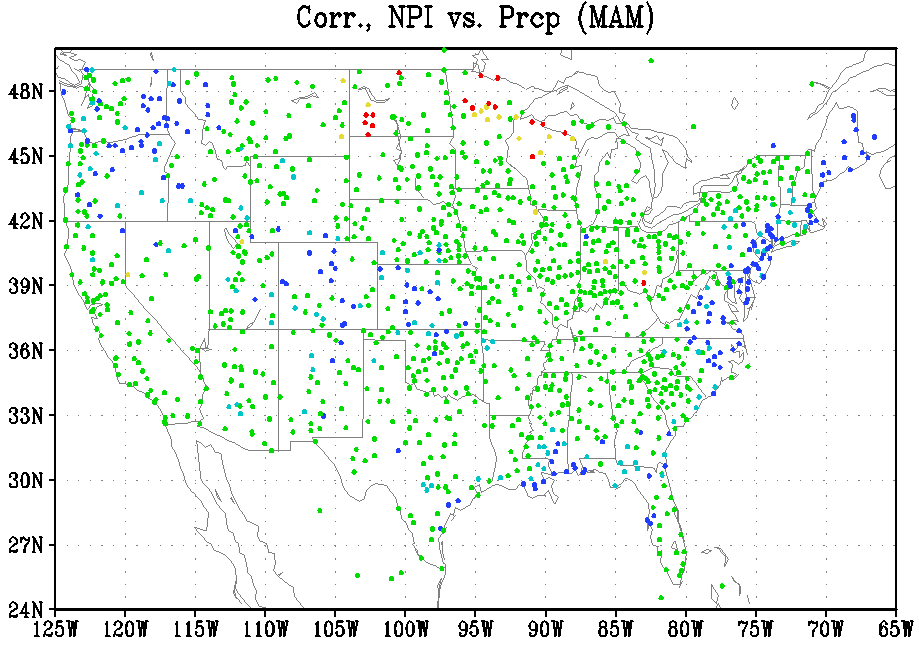 Corr., NPI vs. Prcp (MAM)
48N
45N
42N
39N
36N
33N
30N
27N
24N
125W 120W 115W 110W 105W 100W 95W 90W 85W 80W 75W 70W 65W